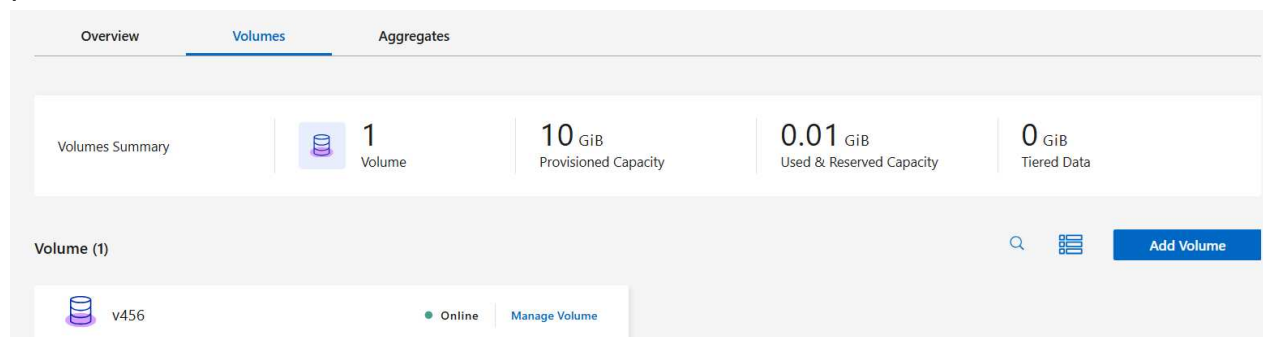 Overview Volumes Aggregates
Volumes Summary
1
Volume
10 GiB
Provisioned Capacity
0.01 GiB
Used & Reserved Capacity
0 GiB
Tiered Data
Volume (1)
Add Volume
v456
Online
Manage Volume